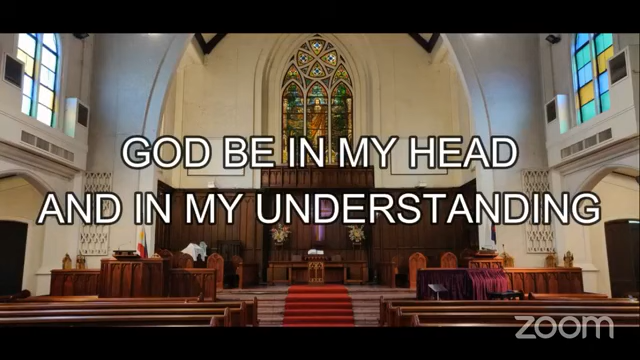 GOD BE IN MY HEAD
AND IN MY UNDERSTANDING
zoom